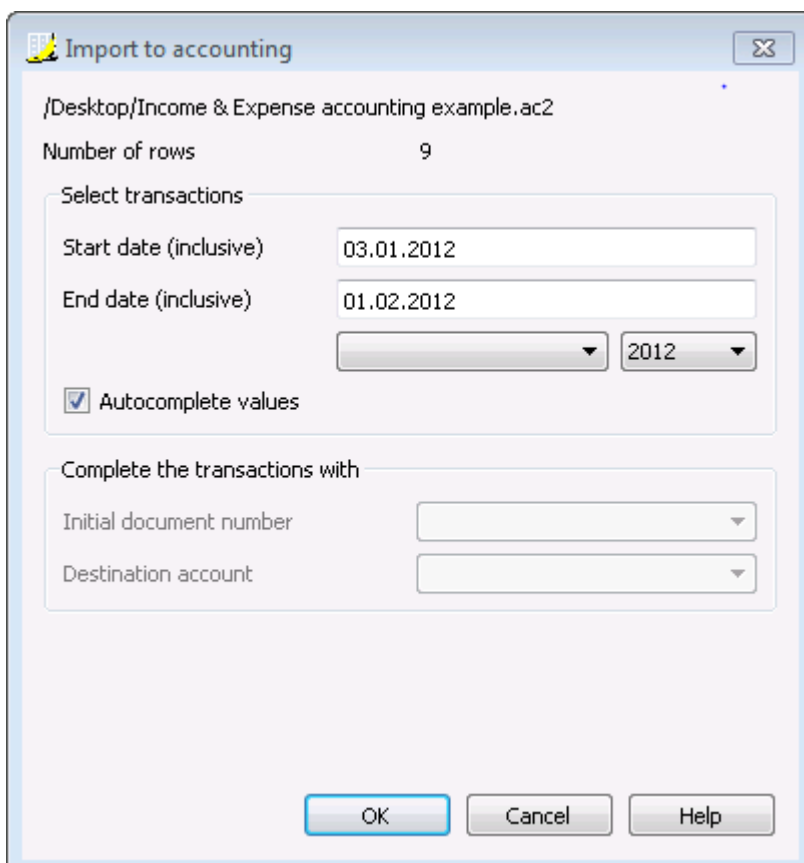 Import to accounting
/Desktop/Income & Expense accounting example.ac2
Number of rows 9
Select transactions
Start date (inclusive) 03.01.2012
End date (inclusive) 01.02.2012
2012
Autocomplete values
Complete the transactions with
Initial document number
Destination account
OK Cancel Help